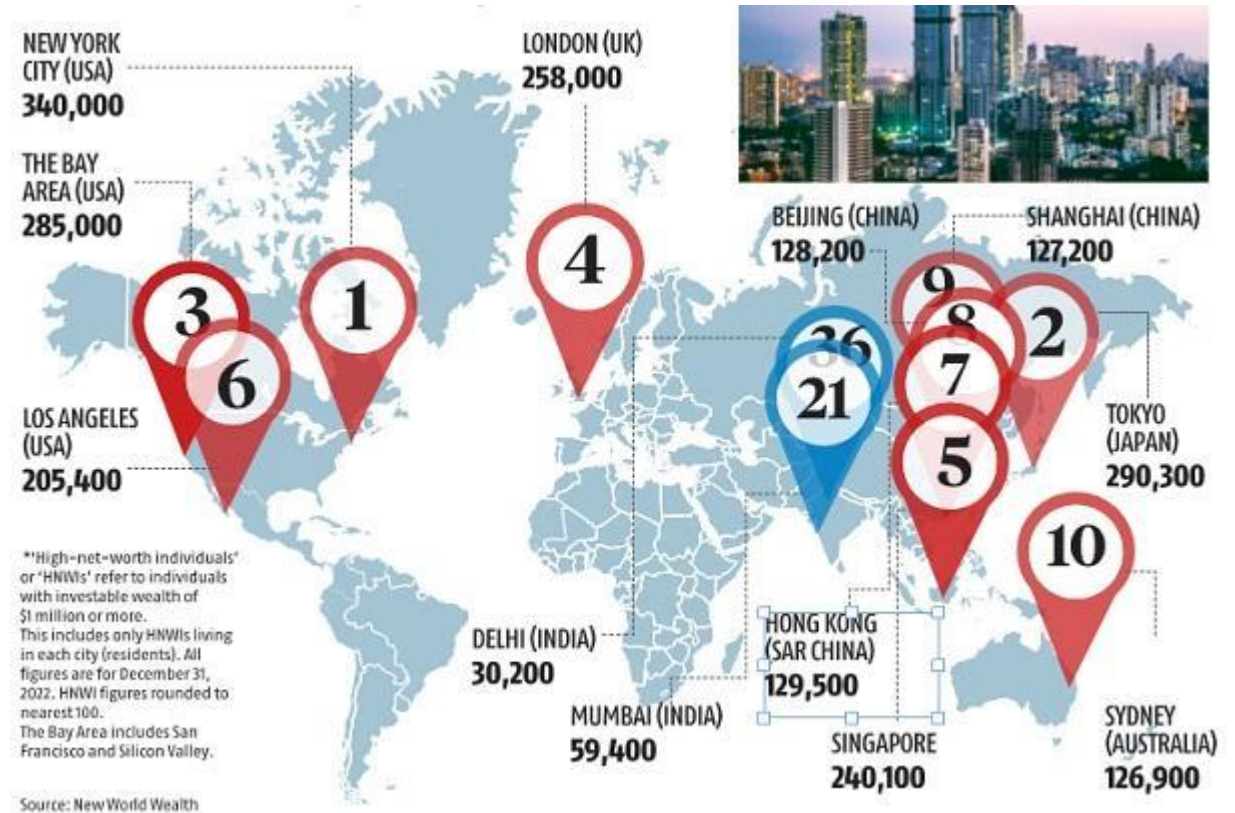 NEW YORK
CITY (USA)
340,000
THE BAY
AREA (USA)
285,000
LOS ANGELES
(USA)
205,400
LONDON (UK)
258,000
BEIJING (CHINA)
128,200
SHANGHAI (CHINA)
127,200
TOKYO
(JAPAN)
290,300
3
1
6
4
9
8
2
7
5
36
21
10
DELHI (INDIA)
30,200
MUMBAI (INDIA)
59,400
HONG KONG
(SAR CHINA)
129,500
SINGAPORE
240,100
SYDNEY
(AUSTRALIA)
126,900
*'High-net-worth individuals'
or 'HNWIs' refer to individuals
with investable wealth of
$1 million or more.
This includes only HNWIs living
in each city (residents). All
figures are for December 31,
2022. HNWI figures rounded to
nearest 100.
The Bay Area includes San
Francisco and Silicon Valley.
Source: New World Wealth